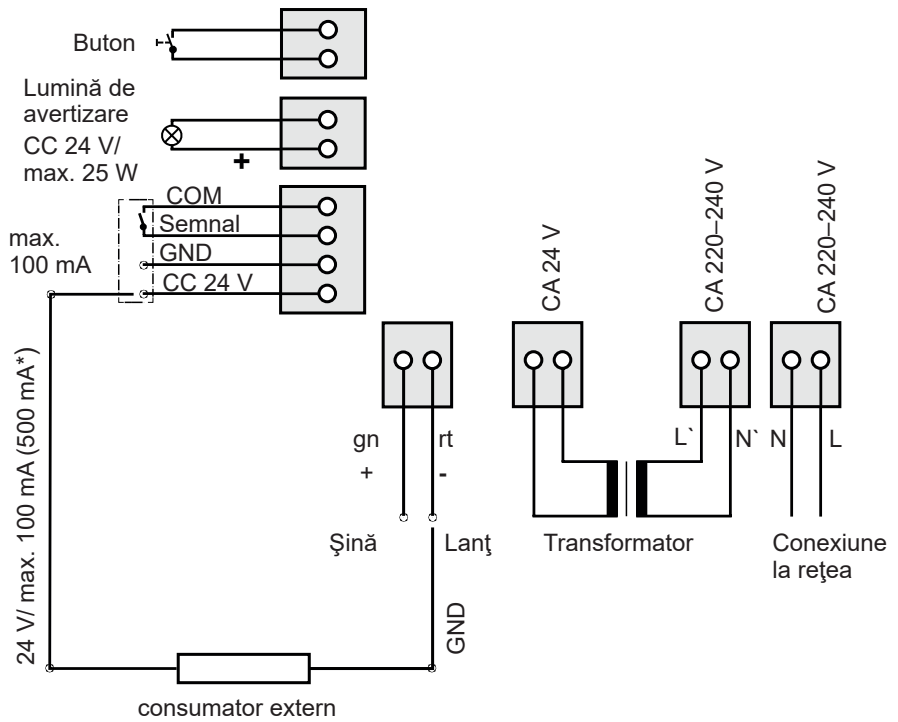 Buton
Lumină de
avertizare
CC 24 V/
max. 25 W
+
COM
Semnal
GND
CC 24 V
max.
100 mA
24 V/ max. 100 mA (500 mA*)
gn
rt
+
-
Şină
Lanţ
GND
consumator extern
CA 24 V
CA 220–240 V
CA 220–240 V
L`
N`
N
L
Transformator
Conexiune
la reţea